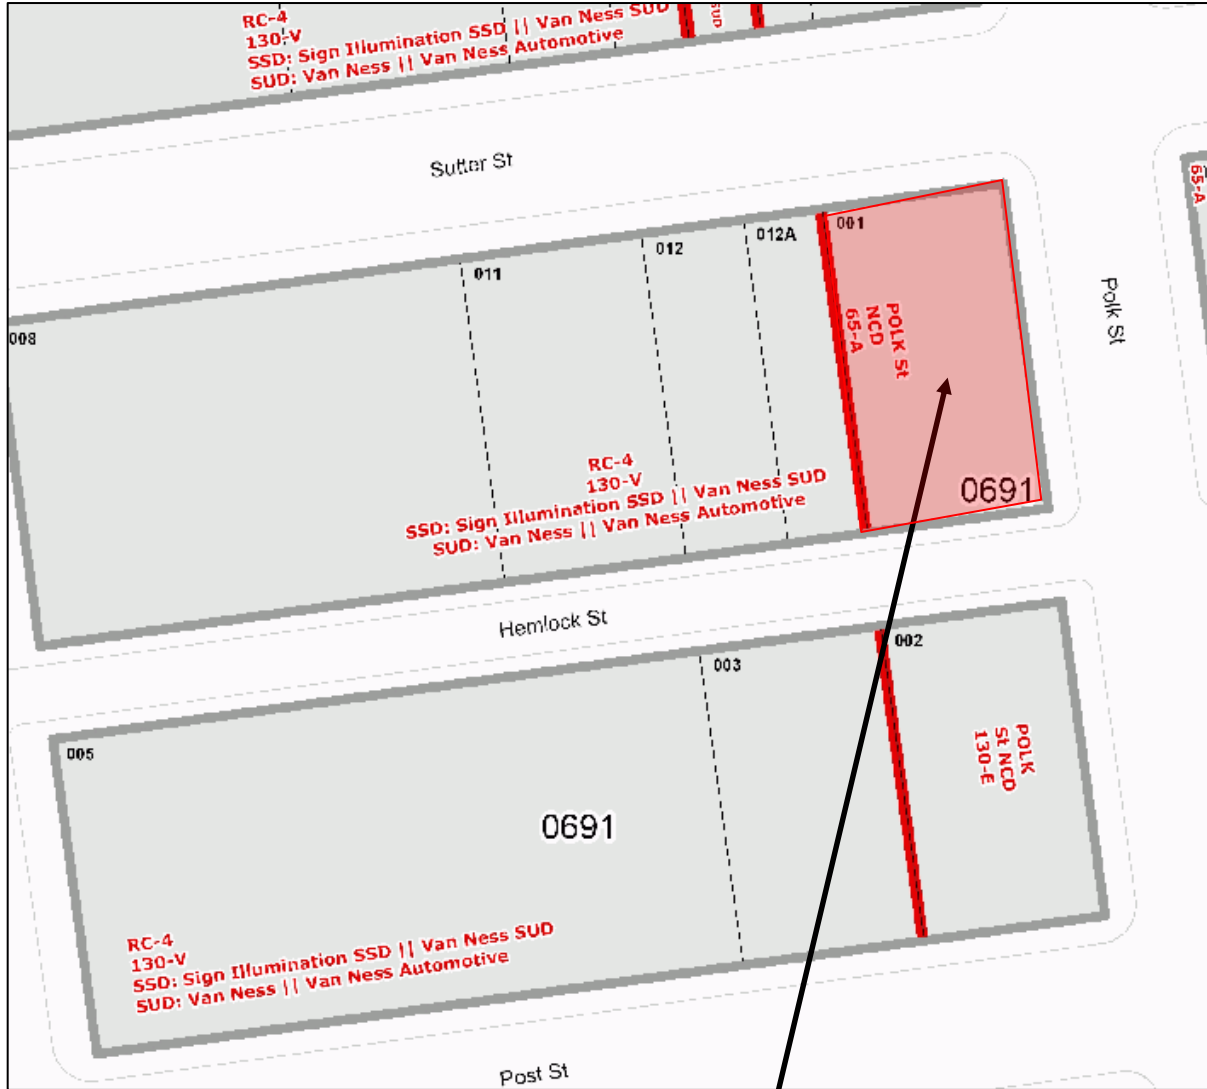 RC-4
130-V
SSD: Sign Illumination SSD || Van Ness SUD
SUD: Van Ness || Van Ness Automotive
SUD
Sutter St
65-A
001
012A
012
011
008
Polk St
POLK St
NCD
65-A
RC-4
130-V
SSD: Sign Illumination SSD || Van Ness SUD
SUD: Van Ness || Van Ness Automotive
0691
Hemlock St
002
003
005
POLK
St NCD
130-E
0691
RC-4
130-V
SSD: Sign Illumination SSD || Van Ness SUD
SUD: Van Ness || Van Ness Automotive
Post St